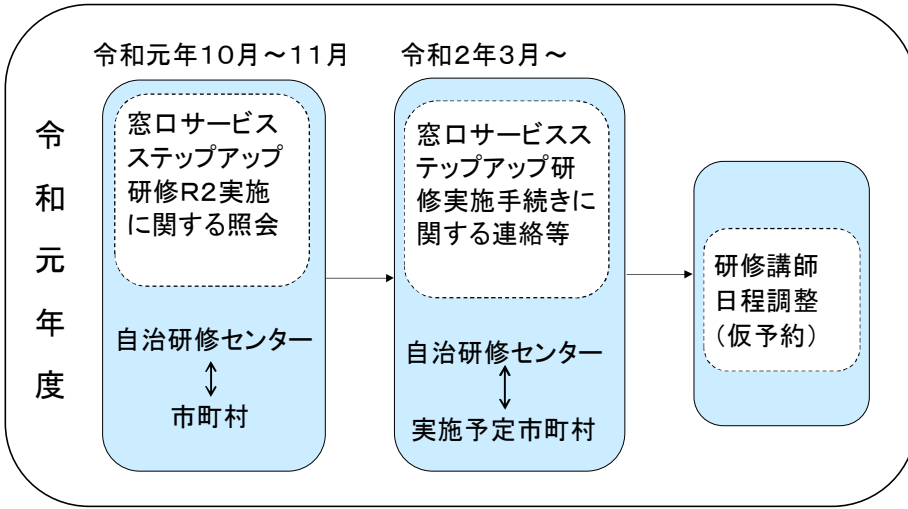 令和元年度
令和元年10月～11月
窓口サービス
ステップアップ
研修R2実施
に関する照会
自治研修センター
市町村
令和2年3月～
窓口サービスス
テップアップ研
修実施手続きに
関する連絡等
自治研修センター
実施予定市町村
研修講師
日程調整
（仮予約）